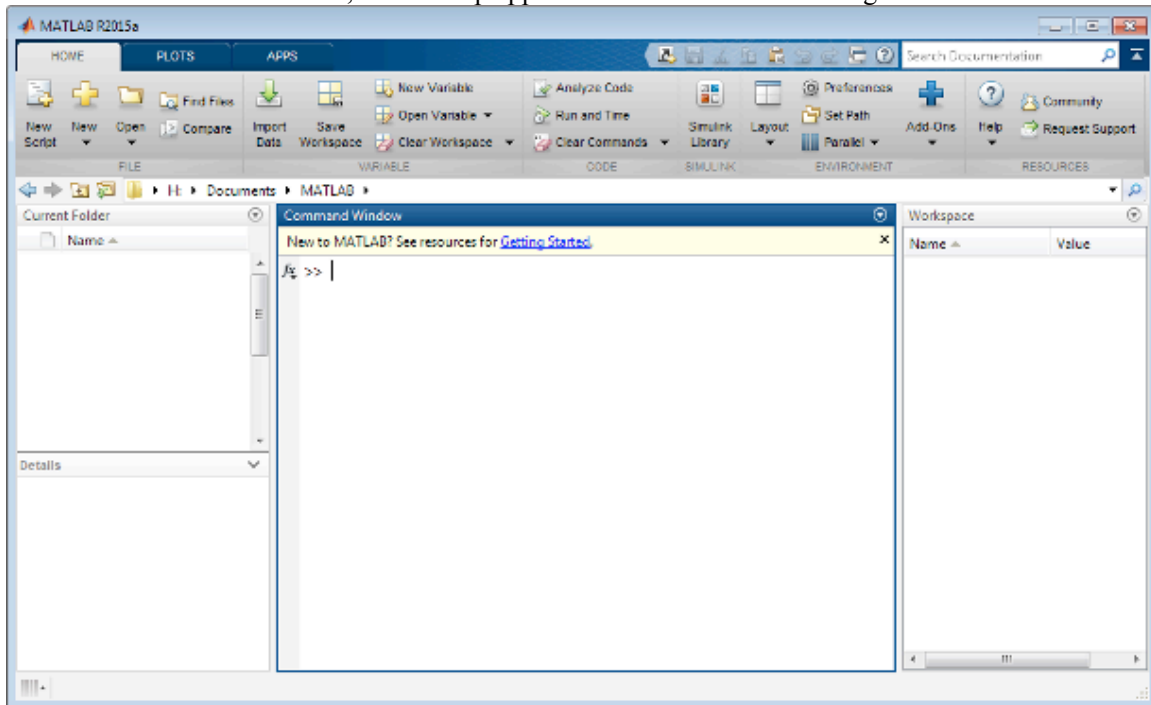 MATLAB R2015a
HOME PLOTS APPS Search Documentation
New Script New Open Find Files Compare Import Data Save Workspace New Variable Open Variable Clear Workspace Analyze Code Run and Time Clear Commands Simulink Library Layout Preferences Set Path Parallel Add-Ons Help Community Request Support
FILE VARIABLE CODE SIMULINK ENVIRONMENT RESOURCES
H: Documents MATLAB
Current Folder Command Window Workspace
Name New to MATLAB? See resources for Getting Started. Name Value
fx >>
Details